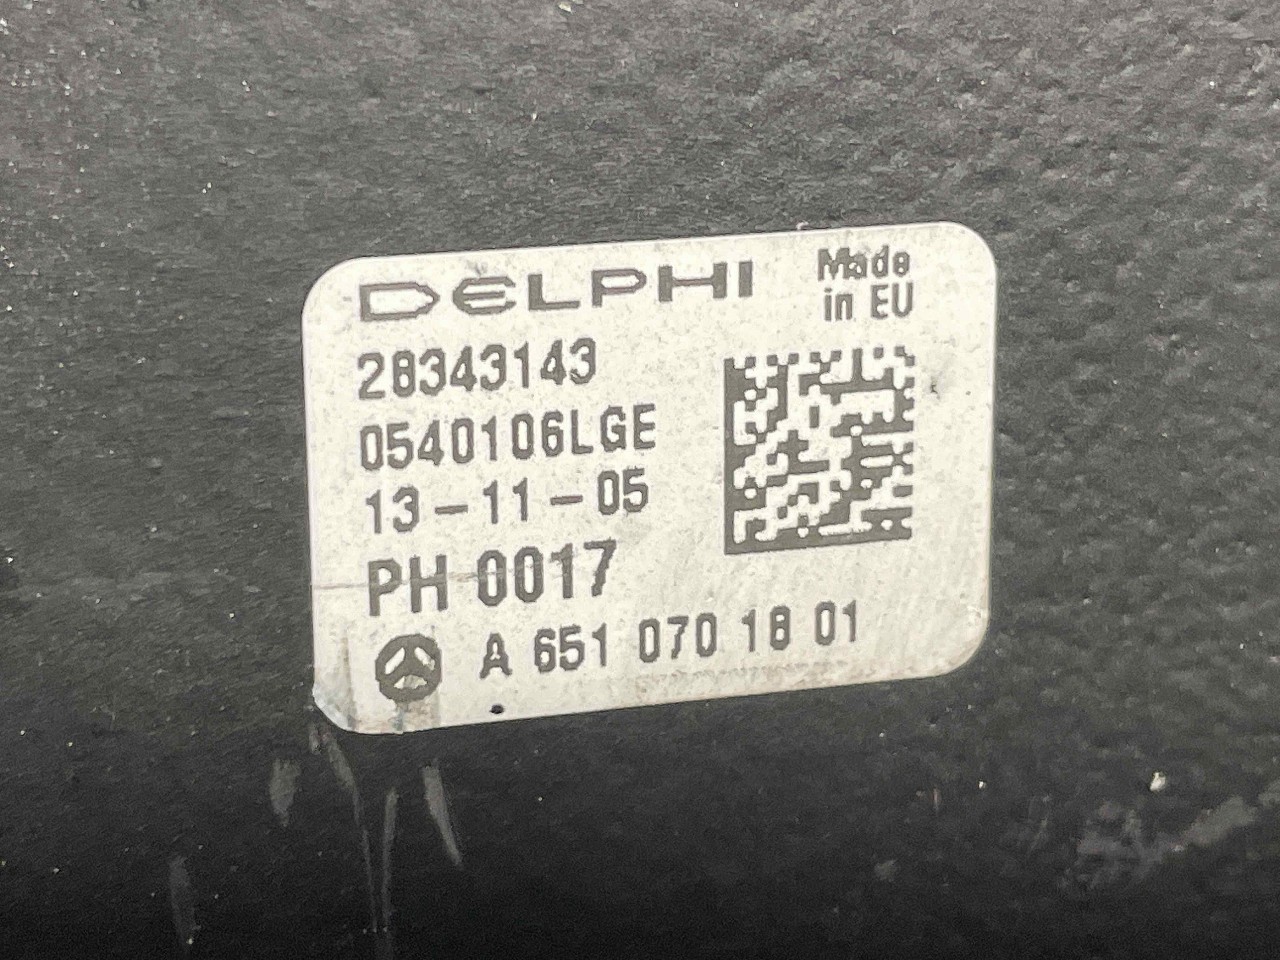 DELPHI
Made
in EU
28343143
0540106LGE
13-11-05
PH 0017
A 651 070 18 01